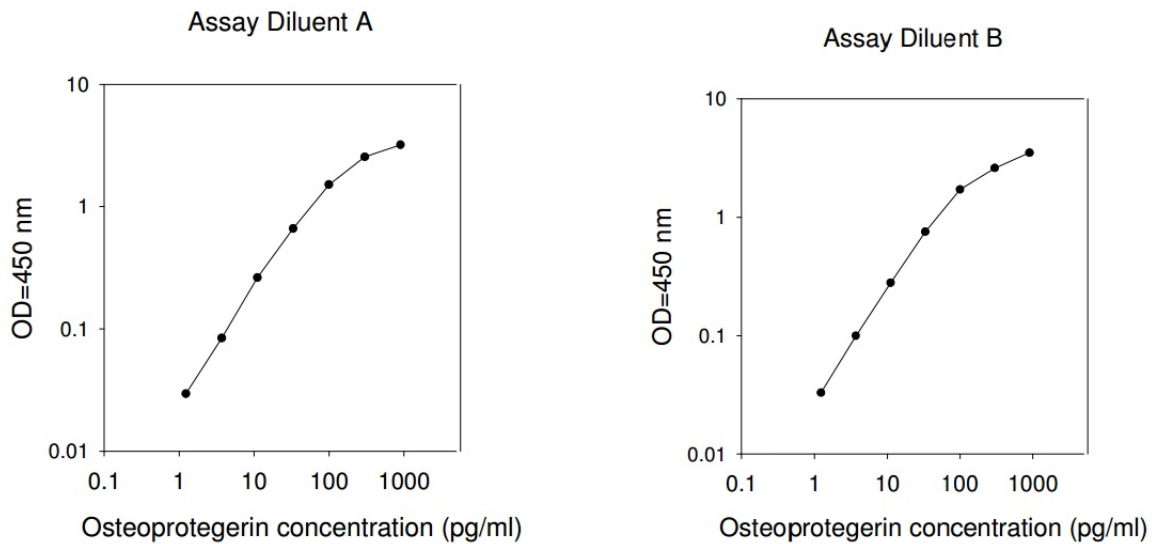 Assay Diluent A
10
1
0.1
0.01
0.1 1 10 100 1000
OD=450 nm
Osteoprotegerin concentration (pg/ml)
Assay Diluent B
10
1
0.1
0.01
0.1 1 10 100 1000
OD=450 nm
Osteoprotegerin concentration (pg/ml)